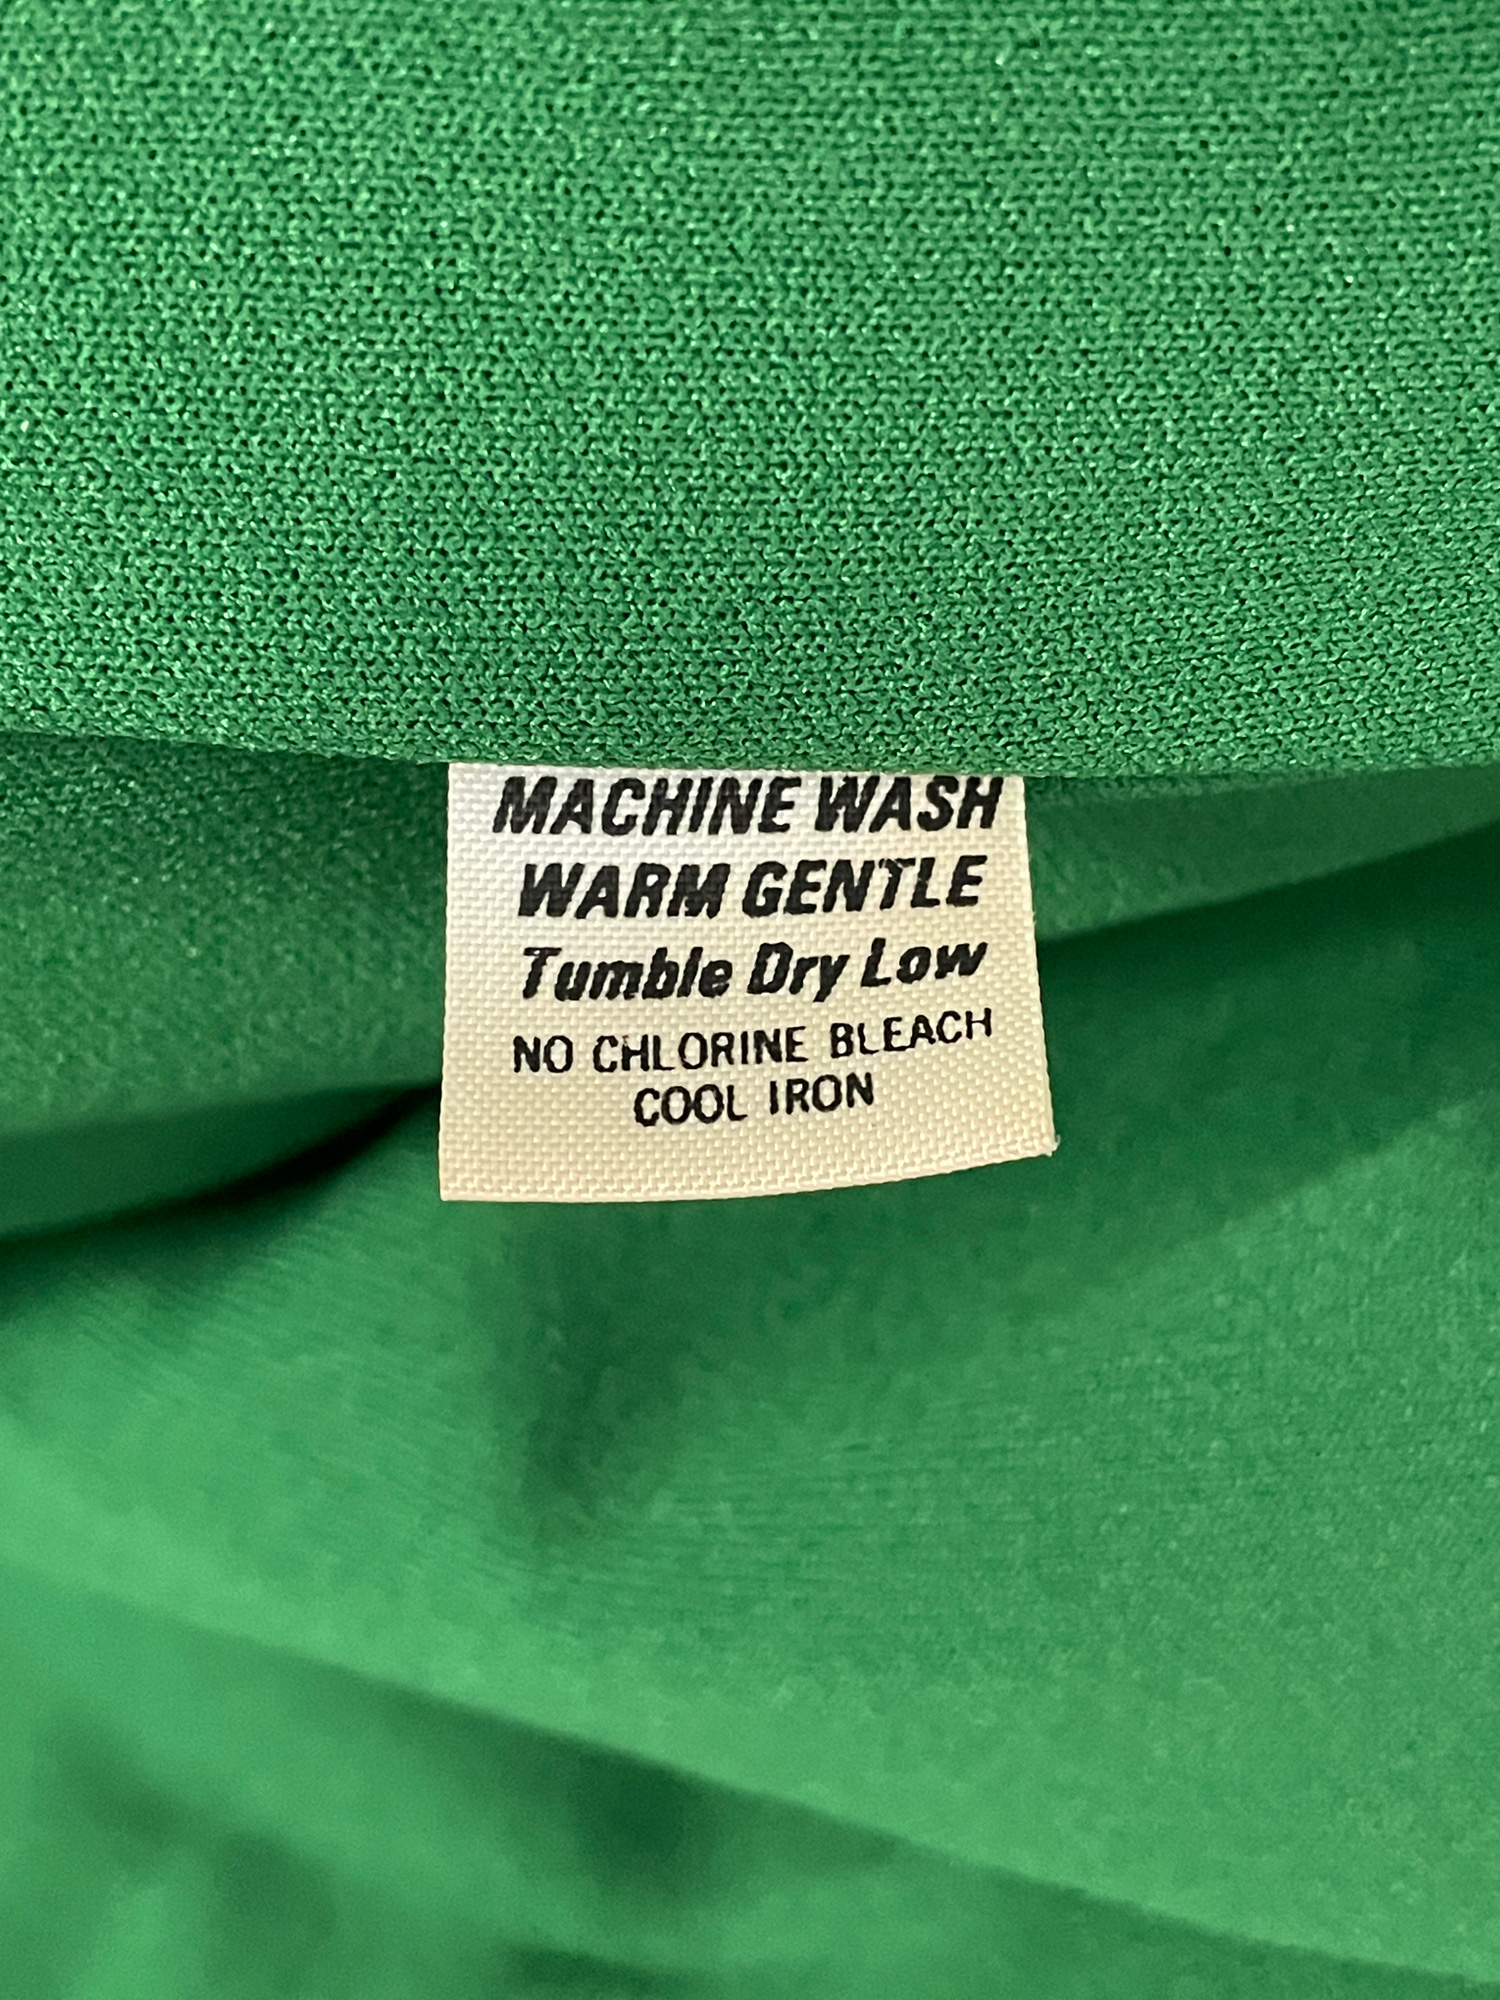 MACHINE WASH
WARM GENTLE
Tumble Dry Low
NO CHLORINE BLEACH
COOL IRON